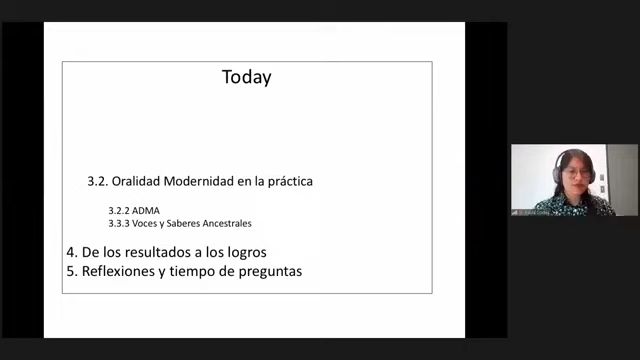 Today
3.2. Oralidad Modernidad en la práctica
3.2.2 ADMA
3.3.3 Voces y Saberes Ancestrales
4. De los resultados a los logros
5. Reflexiones y tiempo de preguntas